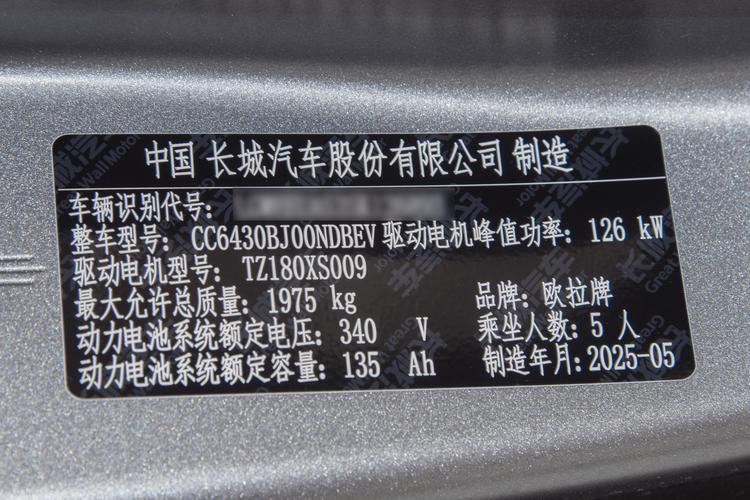 中国 长城汽车股份有限公司 制造
车辆识别代号:
整车型号: CC6430BJ00NDBEV 驱动电机峰值功率: 126 kW
驱动电机型号: TZ180XS009
最大允许总质量: 1975 kg 品牌: 欧拉牌
动力电池系统额定电压: 340 V 乘坐人数: 5 人
动力电池系统额定容量: 135 Ah 制造年月: 2025-05